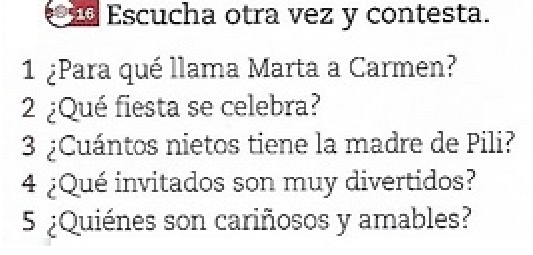 16 Escucha otra vez y contesta.
1 ¿Para qué llama Marta a Carmen?
2 ¿Qué fiesta se celebra?
3 ¿Cuántos nietos tiene la madre de Pili?
4 ¿Qué invitados son muy divertidos?
5 ¿Quiénes son cariñosos y amables?